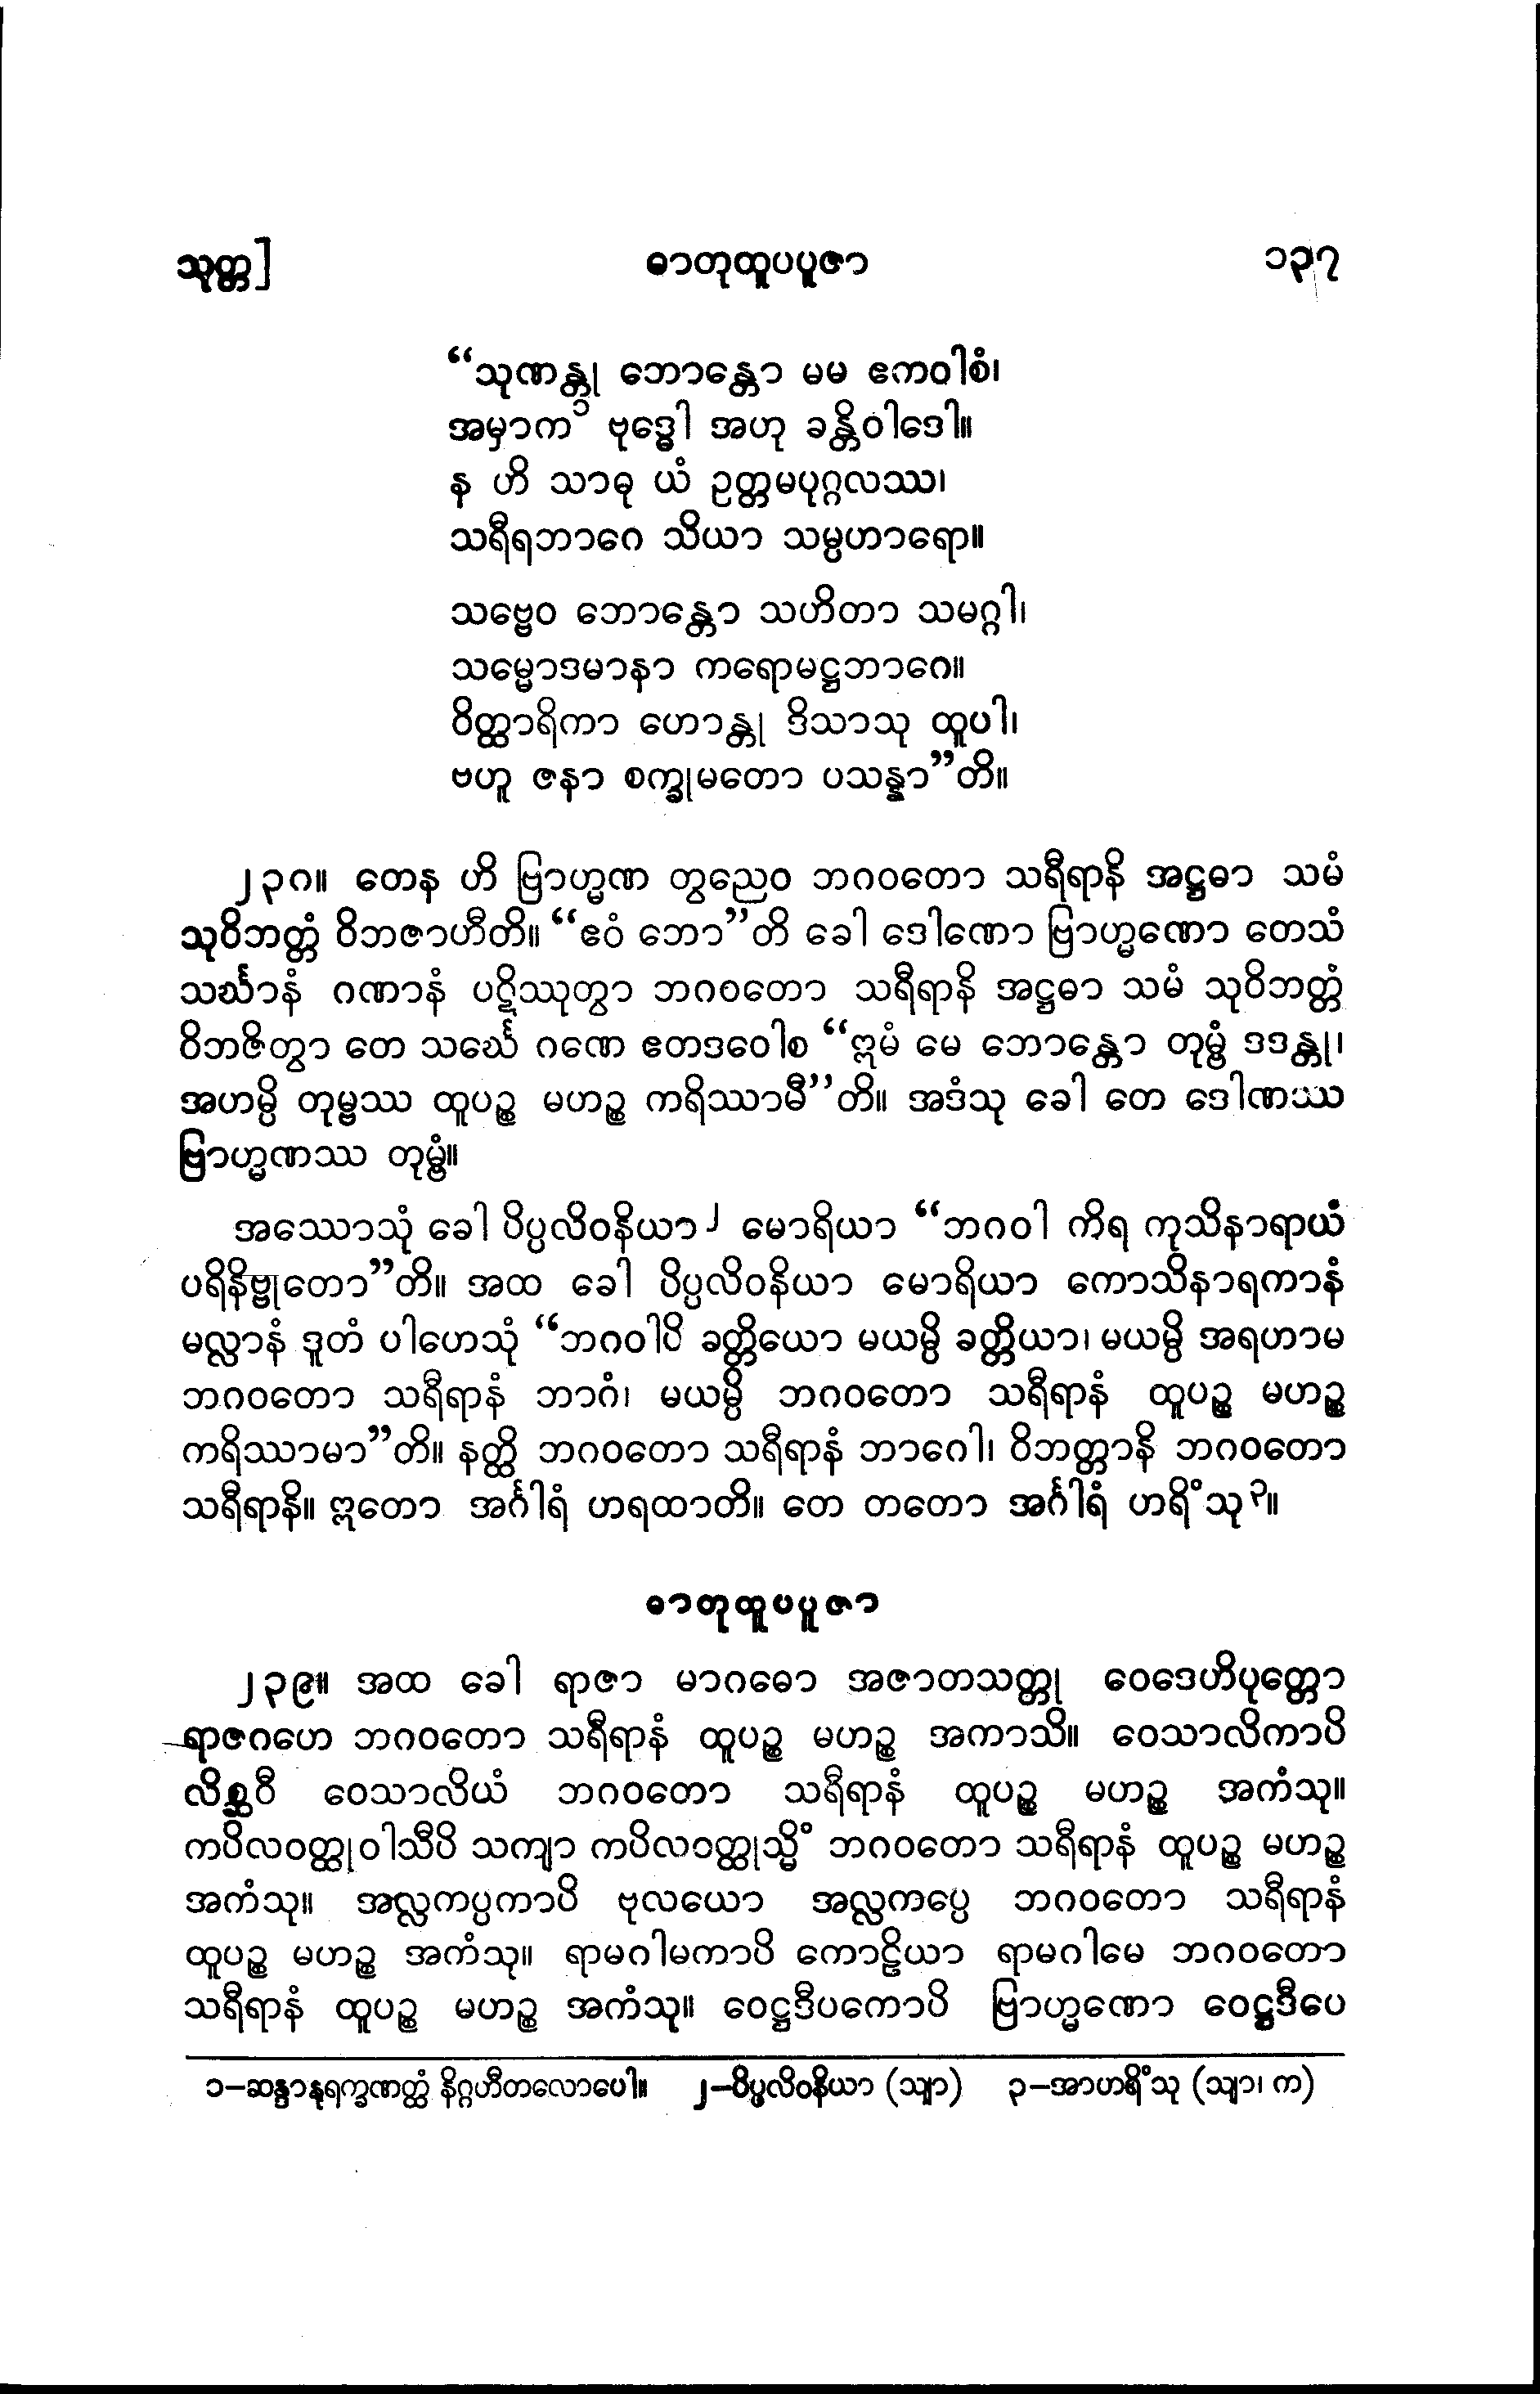 သုတ္တ] ဓာတုထူပပူဇာ ၁၃၇
“သုဏန္တု ဘောန္တော မမ ဧကဝါစံ၊
အမှာက၁ ဗုဒ္ဓေါ အဟု ခန္တိဝါဒေါ။
န ဟိ သာဓု ယံ ဥတ္တမပုဂ္ဂလဿ၊
သရီရဘာဂေ သိယာ သမ္ပဟာရော။
သဗ္ဗေဝ ဘောန္တော သဟိတာ သမဂ္ဂါ၊
သမ္မောဒမာနာ ကရောမဋ္ဌဘာဂေ။
ဝိတ္ထာရိကာ ဟောန္တု ဒိသာသု ထူပါ၊
ဗဟူ ဇနာ စက္ခုမတော ပသန္နာ”တိ။
၂၃ဂ။ တေန ဟိ ဗြာဟ္မဏ တွညေဝ ဘဂဝတော သရီရာနိ အဋ္ဌဓာ သမံ
သုဝိဘတ္တံ ဝိဘဇာဟီတိ။ “ဧဝံ ဘော”တိ ခေါ ဒေါဏော ဗြာဟ္မဏော တေသံ
သင်္ဃာနံ ဂဏာနံ ပဋိဿုတွာ ဘဂဝတော သရီရာနိ အဋ္ဌဓာ သမံ သုဝိဘတ္တံ
ဝိဘဇိတွာ တေ သင်္ဃေ ဂဏေ ဧတဒဝေါစ “ဣမံ မေ ဘောန္တော တုမ္ဗံ ဒဒန္တု၊
အဟမ္ပိ တုမ္ဗဿ ထူပဉ္စ မဟဉ္စ ကရိဿာမီ”တိ။ အဒံသု ခေါ တေ ဒေါဏဿ
ဗြာဟ္မဏဿ တုမ္ဗံ။
အဿောသုံ ခေါ ပိပ္ပလိဝနိယာ၂ မောရိယာ “ဘဂဝါ ကိရ ကုသိနာရာယံ
ပရိနိဗ္ဗုတော”တိ။ အထ ခေါ ပိပ္ပလိဝနိယာ မောရိယာ ကောသိနာရကာနံ
မလ္လာနံ ဒူတံ ပါဟေသုံ “ဘဂဝါပိ ခတ္တိယော မယမ္ပိ ခတ္တိယာ၊ မယမ္ပိ အရဟာမ
ဘဂဝတော သရီရာနံ ဘာဂံ၊ မယမ္ပိ ဘဂဝတော သရီရာနံ ထူပဉ္စ မဟဉ္စ
ကရိဿာမာ”တိ။ နတ္ထိ ဘဂဝတော သရီရာနံ ဘာဂေါ၊ ဝိဘတ္တာနိ ဘဂဝတော
သရီရာနိ။ ဣတော အင်္ဂါရံ ဟရထာတိ။ တေ တတော အင်္ဂါရံ ဟရိံသု၃။
ဓာတုထူပပူဇာ
၂၃၉။ အထ ခေါ ရာဇာ မာဂဓော အဇာတသတ္တု ဝေဒေဟိပုတ္တော
ရာဇဂဟေ ဘဂဝတော သရီရာနံ ထူပဉ္စ မဟဉ္စ အကာသိ။ ဝေသာလိကာပိ
လိစ္ဆဝီ ဝေသာလိယံ ဘဂဝတော သရီရာနံ ထူပဉ္စ မဟဉ္စ အကံသု။
ကပိလဝတ္ထုဝါသီပိ သကျာ ကပိလဝတ္ထုသ္မိံ ဘဂဝတော သရီရာနံ ထူပဉ္စ မဟဉ္စ
အကံသု။ အလ္လကပ္ပကာပိ ဗုလယော အလ္လကပ္ပေ ဘဂဝတော သရီရာနံ
ထူပဉ္စ မဟဉ္စ အကံသု။ ရာမဂါမကာပိ ကောဠိယာ ရာမဂါမေ ဘဂဝတော
သရီရာနံ ထူပဉ္စ မဟဉ္စ အကံသု။ ဝေဋ္ဌဒီပကောပိ ဗြာဟ္မဏော ဝေဋ္ဌဒီပေ
၁–ဆန္ဒာနုရက္ခဏတ္ထံ နိဂ္ဂဟီတလောပေါ။ ၂–ပိပ္ဖလိဝနိယာ (သျာ) ၃–အာဟရိံသု (သျာ၊ က)